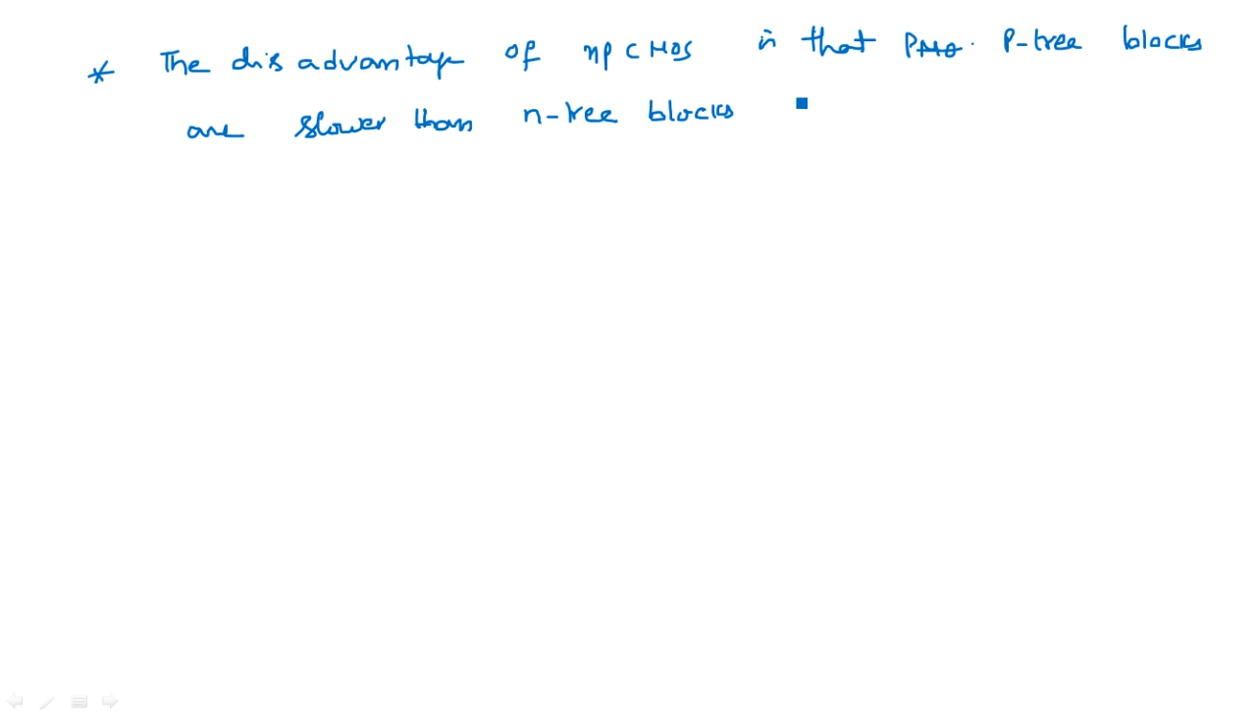 * The disadvantage of np CMOS is that P-tree blocks
are slower than n-tree blocks